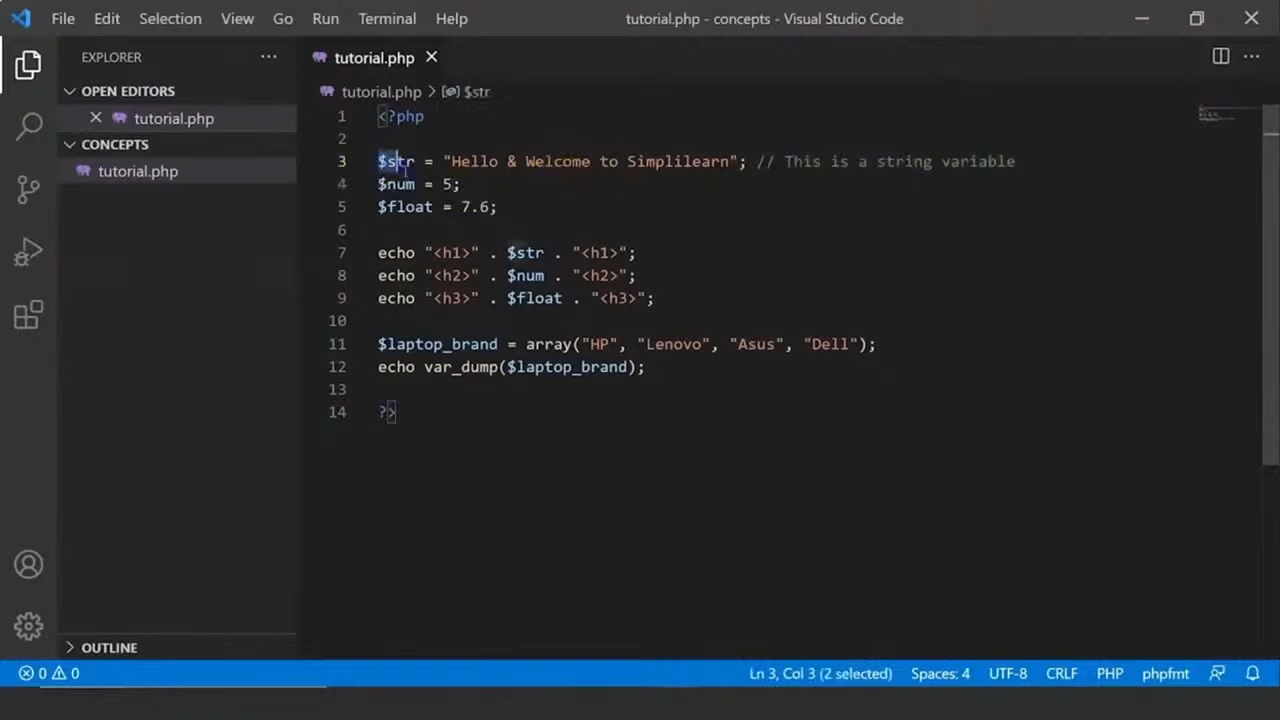 File Edit Selection View Go Run Terminal Help tutorial.php - concepts - Visual Studio Code
EXPLORER
OPEN EDITORS
tutorial.php
CONCEPTS
tutorial.php
OUTLINE
tutorial.php
tutorial.php > $str
1 <?php
2
3 $str = "Hello & Welcome to Simplilearn"; // This is a string variable
4 $num = 5;
5 $float = 7.6;
6
7 echo "<h1>" . $str . "<h1>";
8 echo "<h2>" . $num . "<h2>";
9 echo "<h3>" . $float . "<h3>";
10
11 $laptop_brand = array("HP", "Lenovo", "Asus", "Dell");
12 echo var_dump($laptop_brand);
13
14 ?>
0 0 Ln 3, Col 3 (2 selected) Spaces: 4 UTF-8 CRLF PHP phpfmt